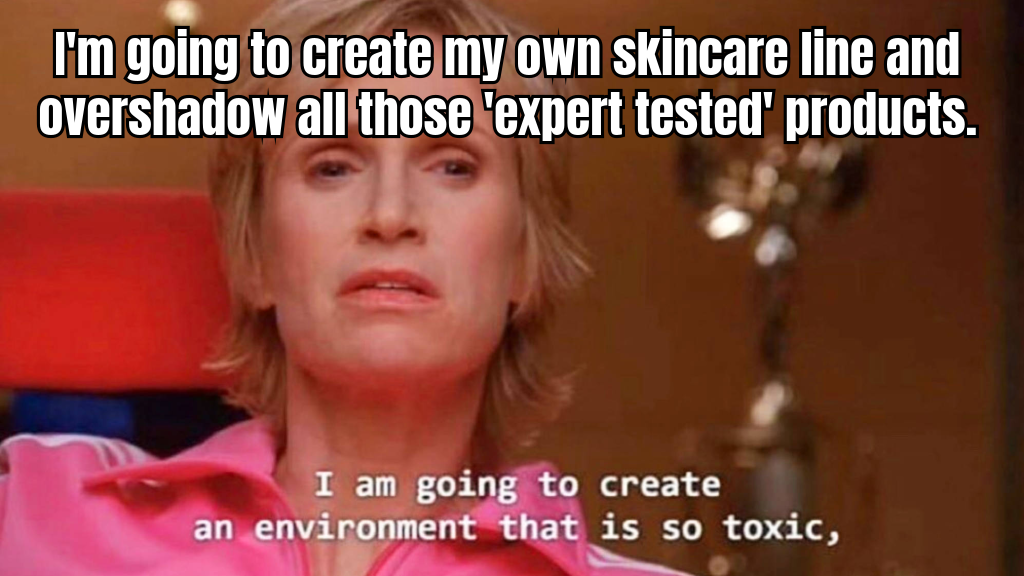 I'm going to create my own skincare line and
overshadow all those 'expert tested' products.
I am going to create
an environment that is so toxic,